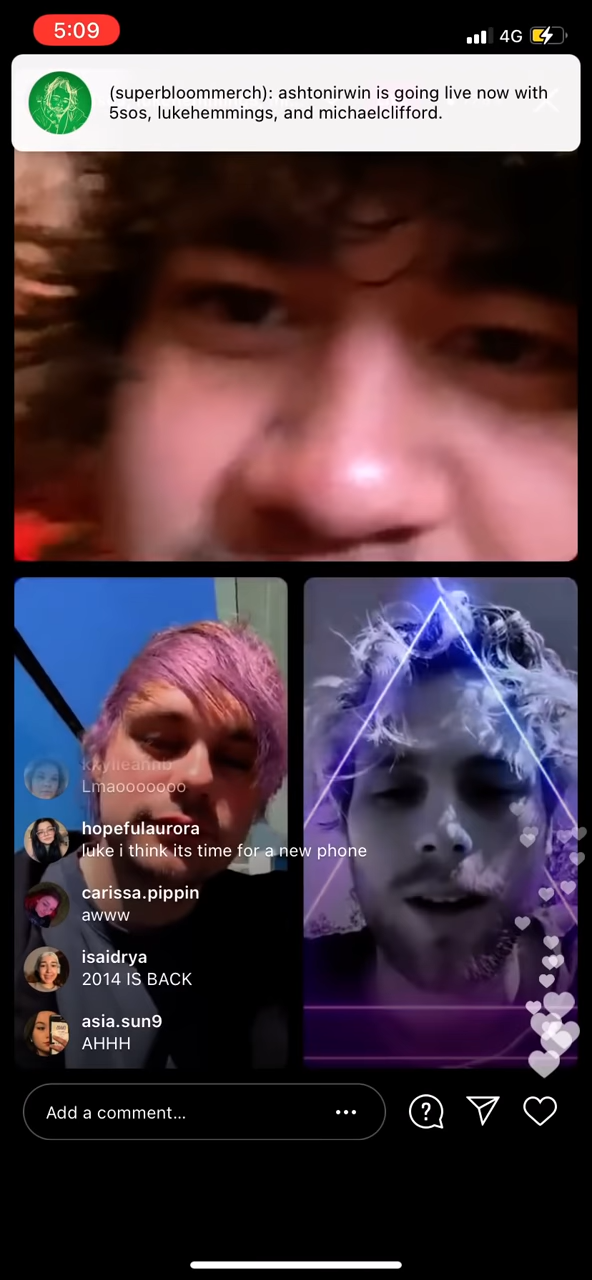 5:09
4G
(superbloommerch): ashtonirwin is going live now with
5sos, lukehemmings, and michaelclifford.
Lmaooooooo
hopefulaurora
luke i think its time for a new phone
carissa.pippin
awww
isaidrya
2014 IS BACK
asia.sun9
AHHH
Add a comment...